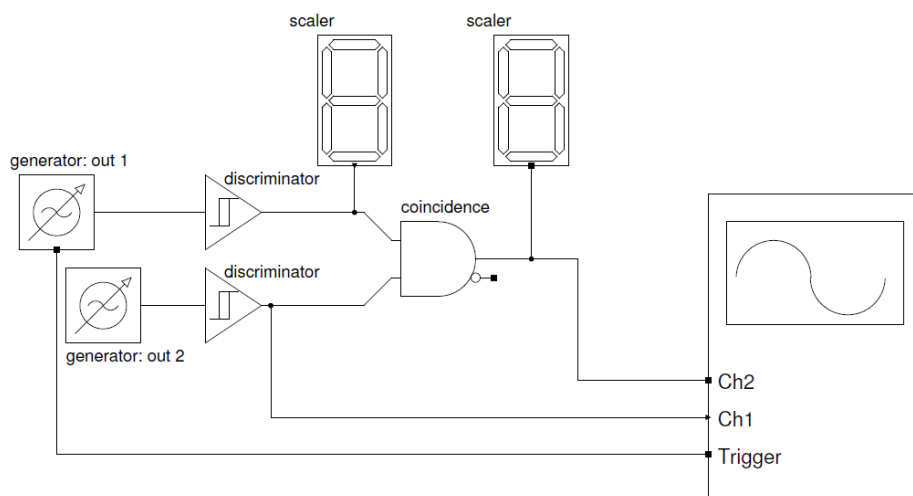 scaler
scaler
generator: out 1
discriminator
coincidence
discriminator
generator: out 2
Ch2
Ch1
Trigger